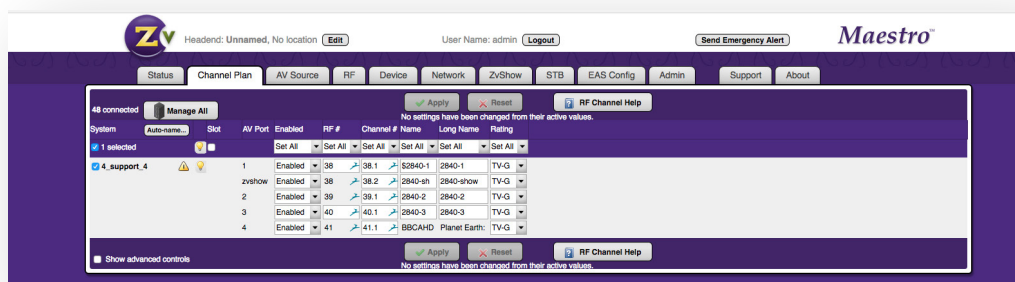 Zv Headend: Unnamed, No location Edit User Name: admin Logout Send Emergency Alert Maestro™
Status Channel Plan AV Source RF Device Network ZvShow STB EAS Config Admin Support About
48 connected Manage All Apply Reset RF Channel Help
No settings have been changed from their active values.
System Auto-name... Slot AV Port Enabled RF # Channel # Name Long Name Rating
1 selected Set All Set All Set All Set All Set All Set All
4_support_4 1 Enabled 38 38.1 $2840-1 2840-1 TV-G
zvshow Enabled 38 38.2 2840-sh 2840-show TV-G
2 Enabled 39 39.1 2840-2 2840-2 TV-G
3 Enabled 40 40.1 2840-3 2840-3 TV-G
4 Enabled 41 41.1 BBCAHD Planet Earth: TV-G
Show advanced controls Apply Reset RF Channel Help
No settings have been changed from their active values.